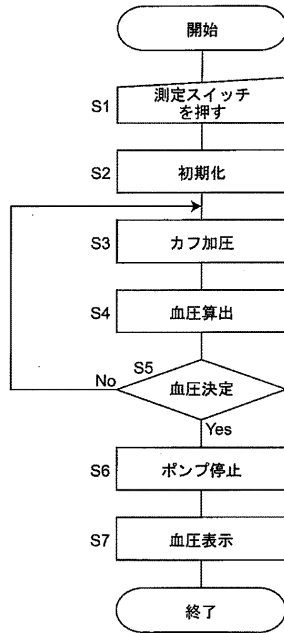 開始
S1
測定スイッチ
を押す
S2
初期化
S3
カフ加圧
S4
血圧算出
S5
No
血圧決定
Yes
S6
ポンプ停止
S7
血圧表示
終了